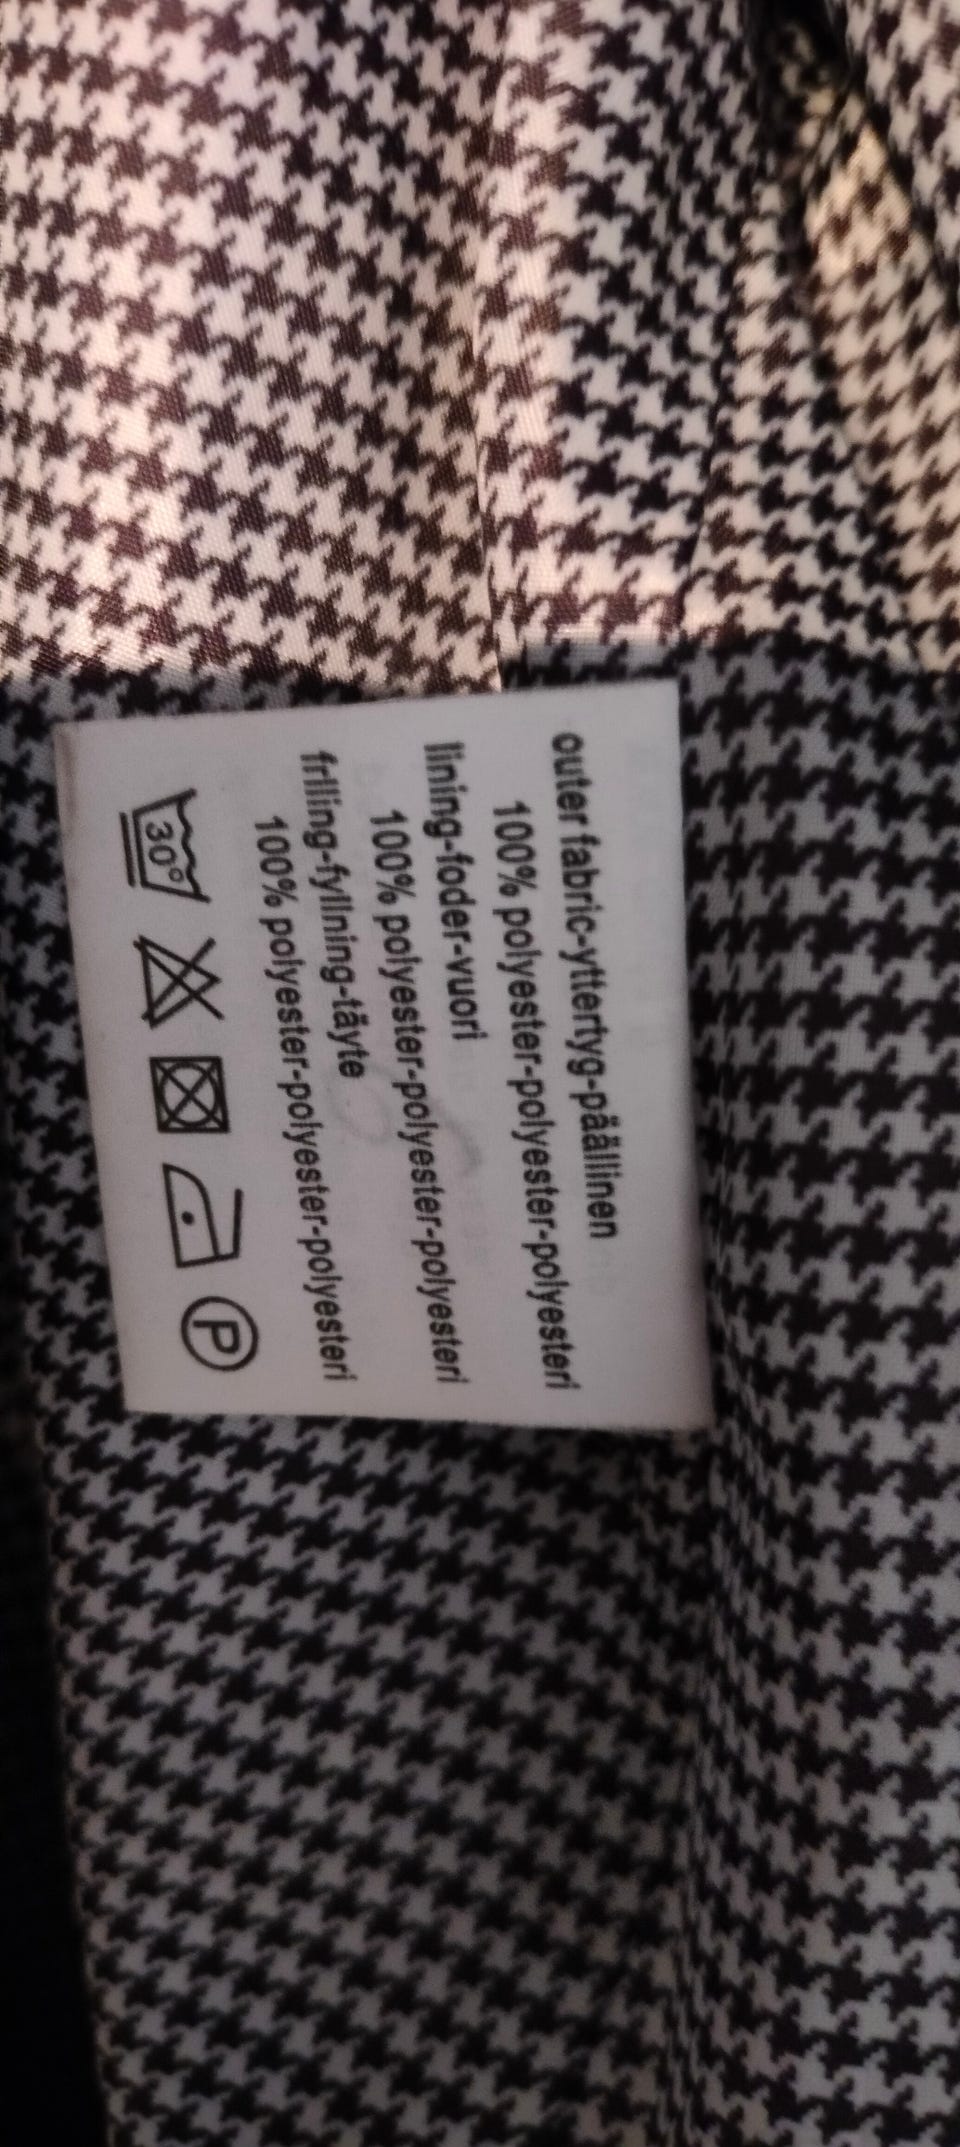 outer fabric-yttertyg-päällinen
100% polyester-polyester-polyesteri
lining-foder-vuori
100% polyester-polyester-polyesteri
frlling-fyllning-täyte
100% polyester-polyester-polyesteri
30° P